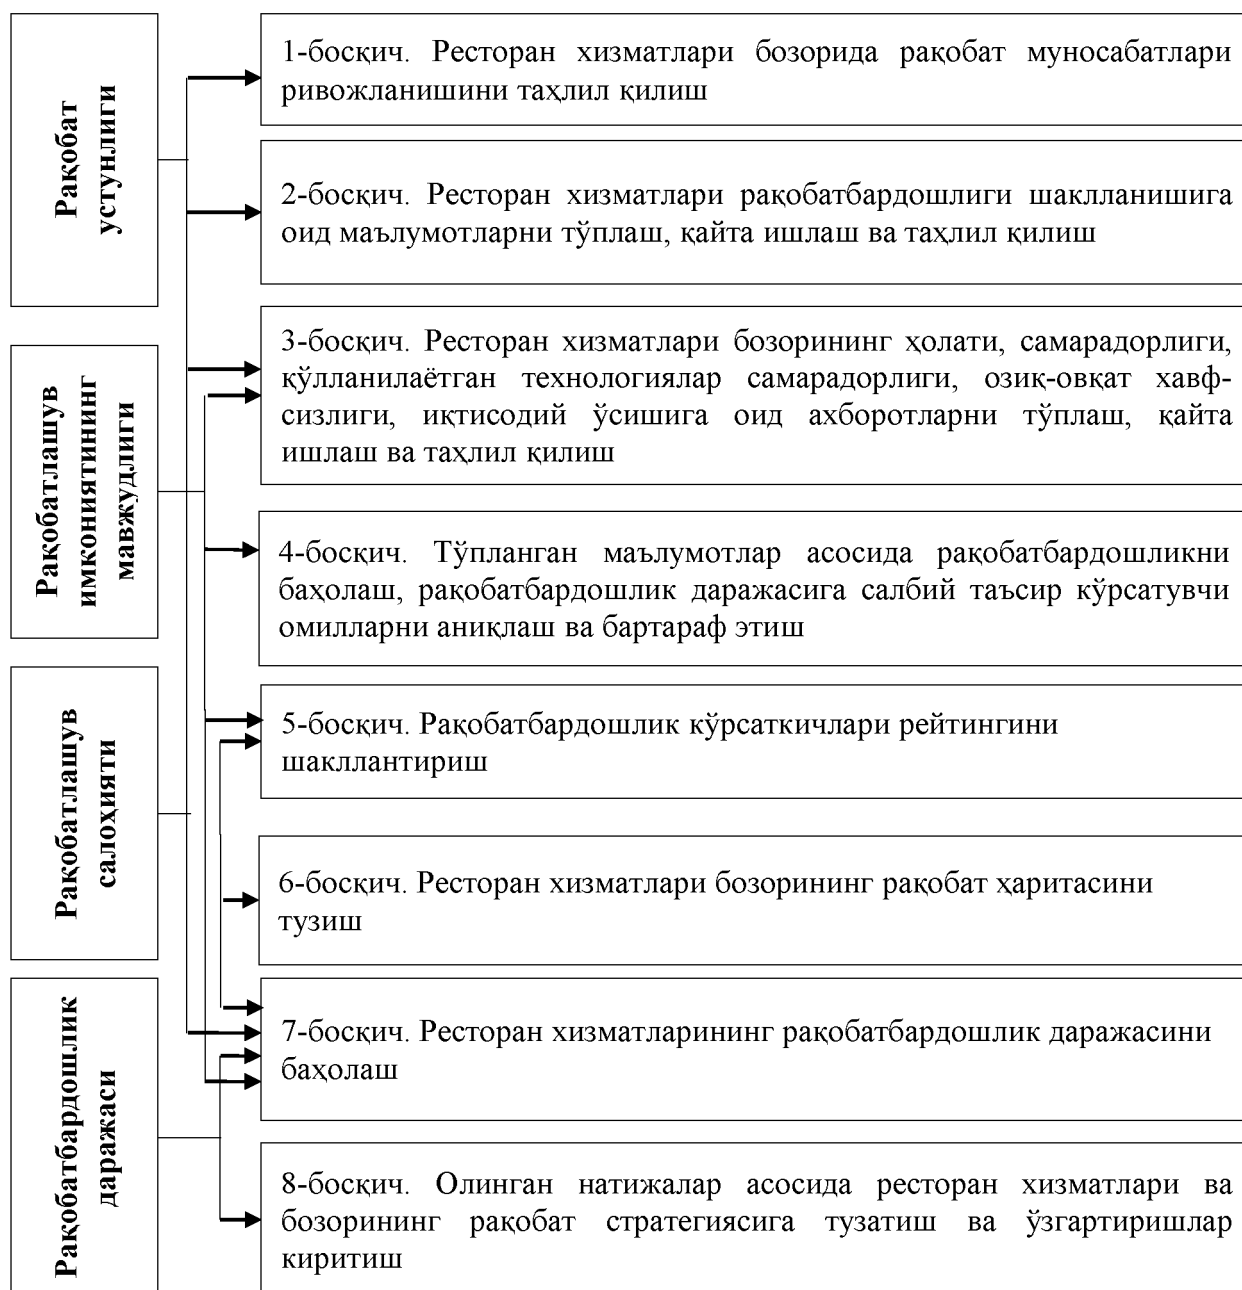 Рақобат
устунлиги
1-босқич. Ресторан хизматлари бозорида рақобат муносабатлари
ривожланишини таҳлил қилиш
2-босқич. Ресторан хизматлари рақобатбардошлиги шаклланишига
оид маълумотларни тўплаш, қайта ишлаш ва таҳлил қилиш
Рақобатлашув
имкониятининг
мавжудлиги
3-босқич. Ресторан хизматлари бозорининг ҳолати, самарадорлиги,
қўлланилаётган технологиялар самарадорлиги, озиқ-овқат хавф-
сизлиги, иқтисодий ўсишига оид ахборотларни тўплаш, қайта
ишлаш ва таҳлил қилиш
4-босқич. Тўпланган маълумотлар асосида рақобатбардошликни
баҳолаш, рақобатбардошлик даражасига салбий таъсир кўрсатувчи
омилларни аниқлаш ва бартараф этиш
Рақобатлашув
салоҳияти
5-босқич. Рақобатбардошлик кўрсаткичлари рейтингини
шакллантириш
6-босқич. Ресторан хизматлари бозорининг рақобат ҳаритасини
тузиш
Рақобатбардошлик
даражаси
7-босқич. Ресторан хизматларининг рақобатбардошлик даражасини
баҳолаш
8-босқич. Олинган натижалар асосида ресторан хизматлари ва
бозорининг рақобат стратегиясига тузатиш ва ўзгартиришлар
киритиш